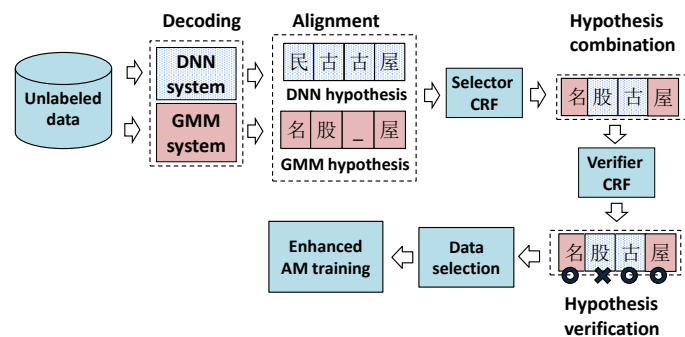 Decoding
Alignment
Hypothesis
combination
Unlabeled
data
DNN
system
GMM
system
民 古 古 屋
DNN hypothesis
名 股 _ 屋
GMM hypothesis
Selector
CRF
名 股 古 屋
Verifier
CRF
Enhanced
AM training
Data
selection
名 股 古 屋
Hypothesis
verification